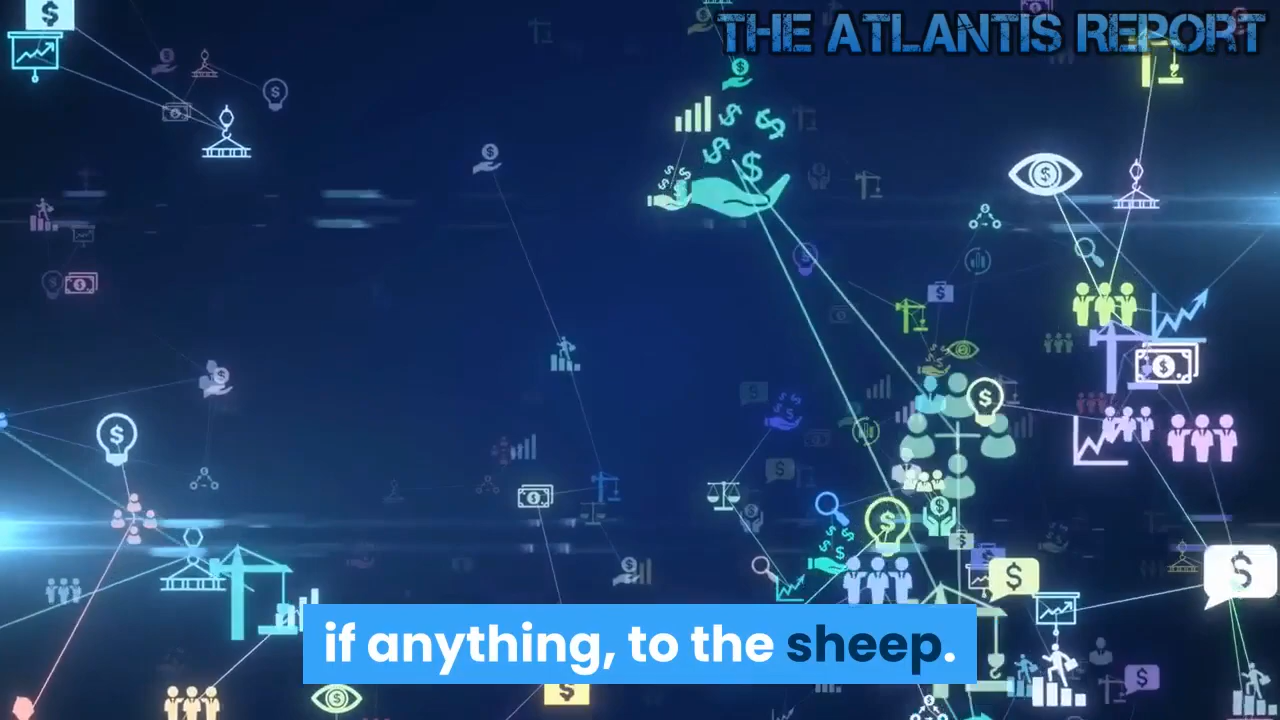 THE ATLANTIS REPORT
if anything, to the sheep.